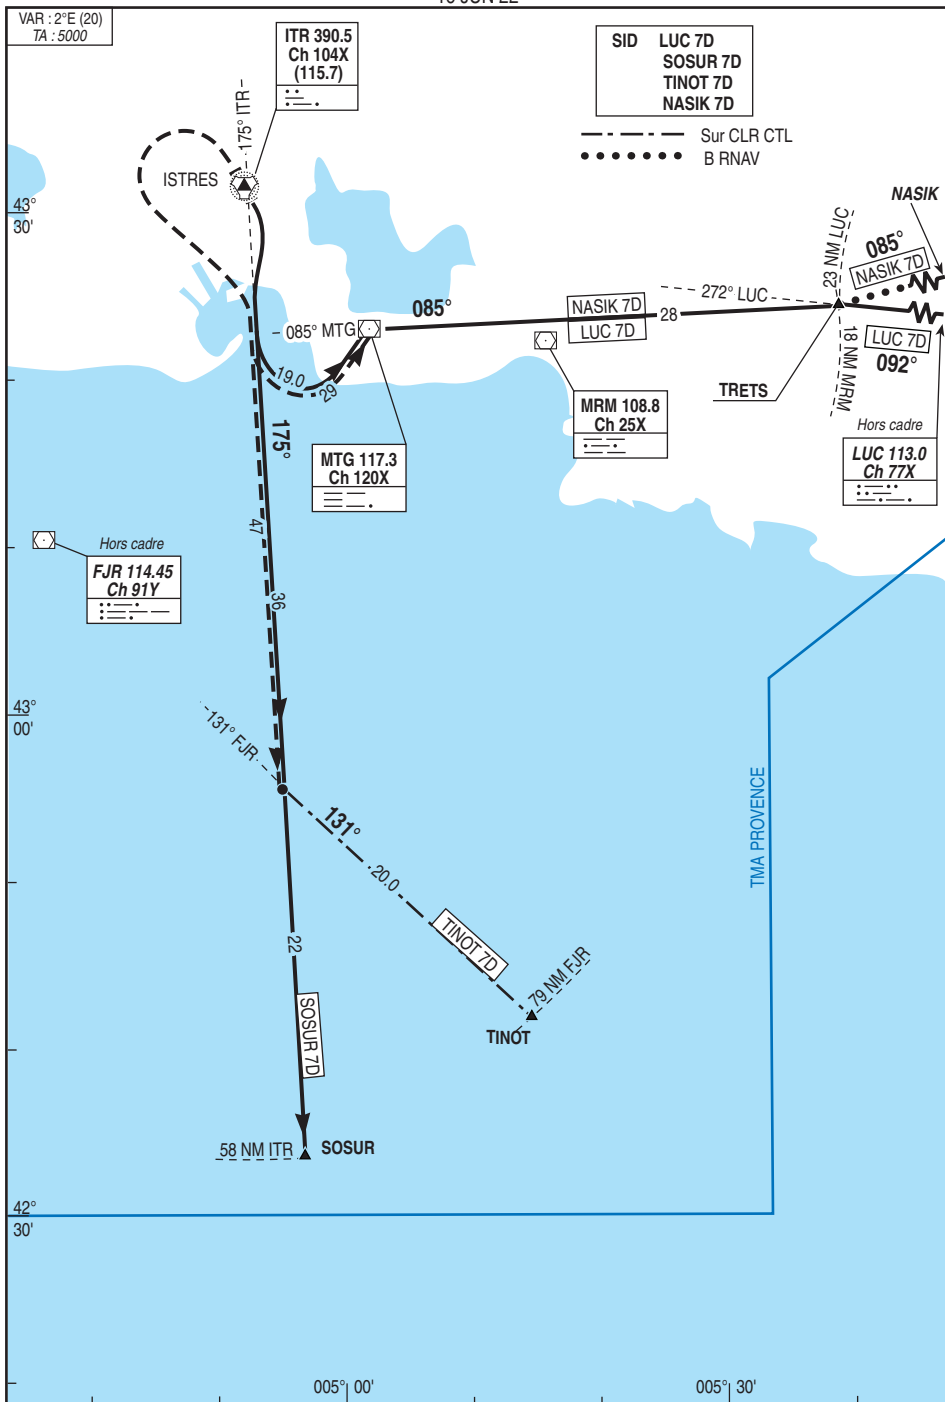 VAR : 2°E (20)
TA : 5000
ITR 390.5
Ch 104X
(115.7)
SID LUC 7D
SOSUR 7D
TINOT 7D
NASIK 7D
Sur CLR CTL
B RNAV
175° ITR
ISTRES
43°
30'
NASIK
23 NM LUC
085°
NASIK 7D
272° LUC
085°
NASIK 7D
LUC 7D
28
085° MTG
LUC 7D
092°
18 NM MRM
TRETS
19.0
29
MRM 108.8
Ch 25X
Hors cadre
LUC 113.0
Ch 77X
175°
MTG 117.3
Ch 120X
47
Hors cadre
FJR 114.45
Ch 91Y
36
43°
00'
131° FJR
131°
20.0
TMA PROVENCE
22
TINOT 7D
79 NM FJR
TINOT
SOSUR 7D
58 NM ITR
SOSUR
42°
30'
005° 00'
005° 30'